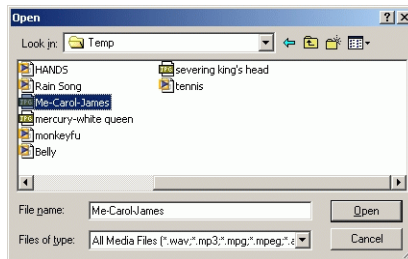 Open
Look in: Temp
HANDS
Rain Song
Me-Carol-James
mercury-white queen
monkeyfu
Belly
severing king's head
tennis
File name: Me-Carol-James Open
Files of type: All Media Files (*.wav;*.mp3;*.mpg;*.mpeg;*.a Cancel